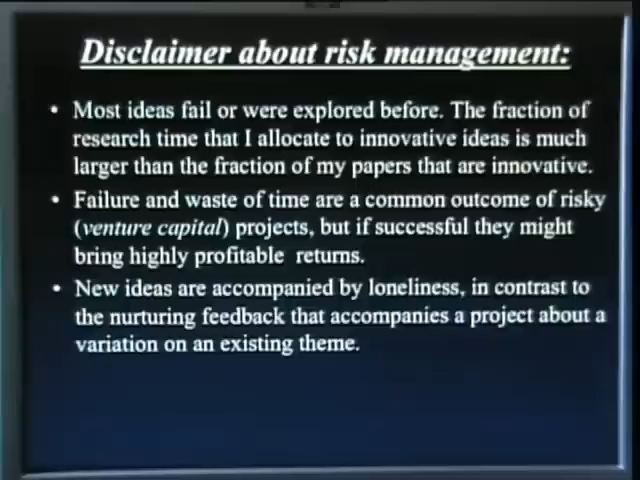 Disclaimer about risk management:
• Most ideas fail or were explored before. The fraction of
research time that I allocate to innovative ideas is much
larger than the fraction of my papers that are innovative.
• Failure and waste of time are a common outcome of risky
(venture capital) projects, but if successful they might
bring highly profitable returns.
• New ideas are accompanied by loneliness, in contrast to
the nurturing feedback that accompanies a project about a
variation on an existing theme.